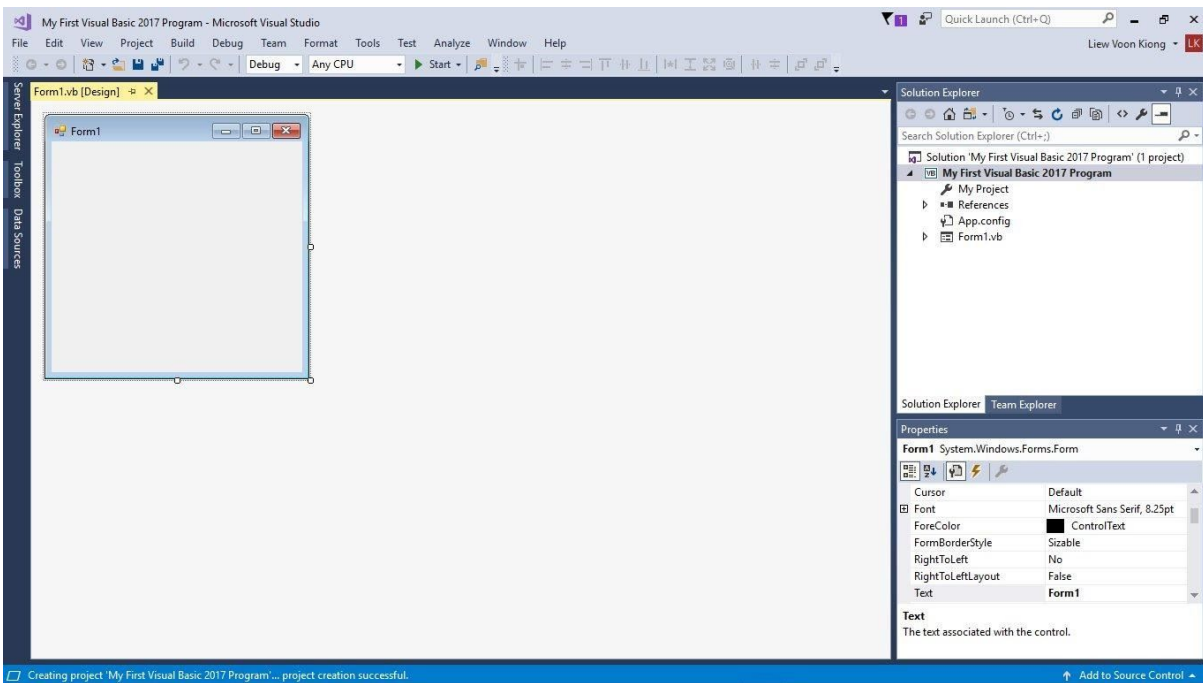 My First Visual Basic 2017 Program - Microsoft Visual Studio
1
Quick Launch (Ctrl+Q)
File Edit View Project Build Debug Team Format Tools Test Analyze Window Help
Liew Voon Kiong
LK
Debug
Any CPU
Start
Server Explorer
Toolbox
Data Sources
Form1.vb [Design]
Form1
Solution Explorer
Search Solution Explorer (Ctrl+;)
Solution 'My First Visual Basic 2017 Program' (1 project)
VB My First Visual Basic 2017 Program
My Project
References
App.config
Form1.vb
Solution Explorer Team Explorer
Properties
Form1 System.Windows.Forms.Form
Cursor Default
Font Microsoft Sans Serif, 8.25pt
ForeColor ControlText
FormBorderStyle Sizable
RightToLeft No
RightToLeftLayout False
Text Form1
Text
The text associated with the control.
Creating project 'My First Visual Basic 2017 Program'... project creation successful.
Add to Source Control